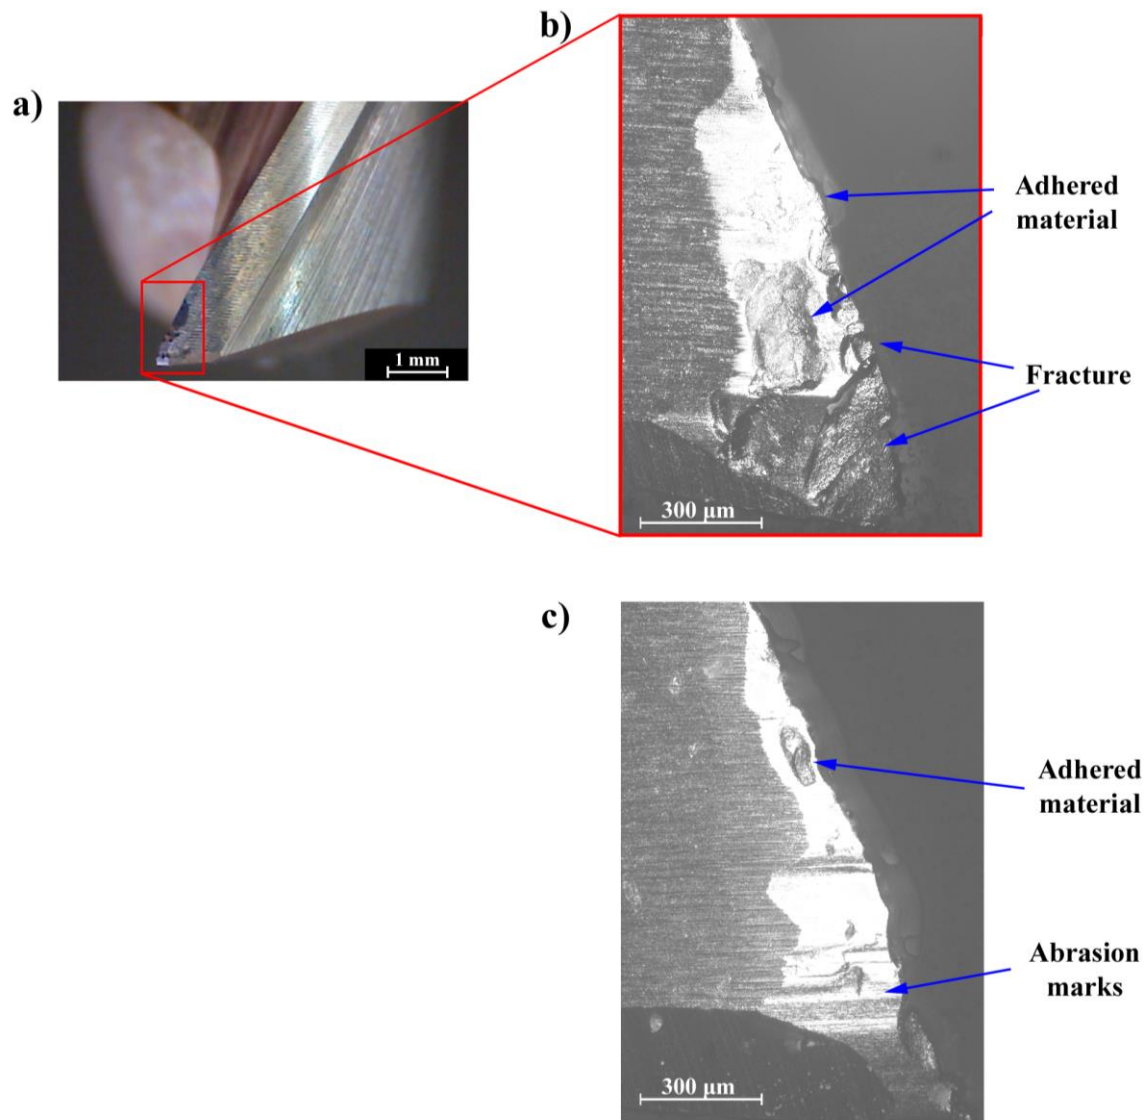 b)
a)
Adhered
material
1 mm
Fracture
300 µm
c)
Adhered
material
Abrasion
marks
300 µm